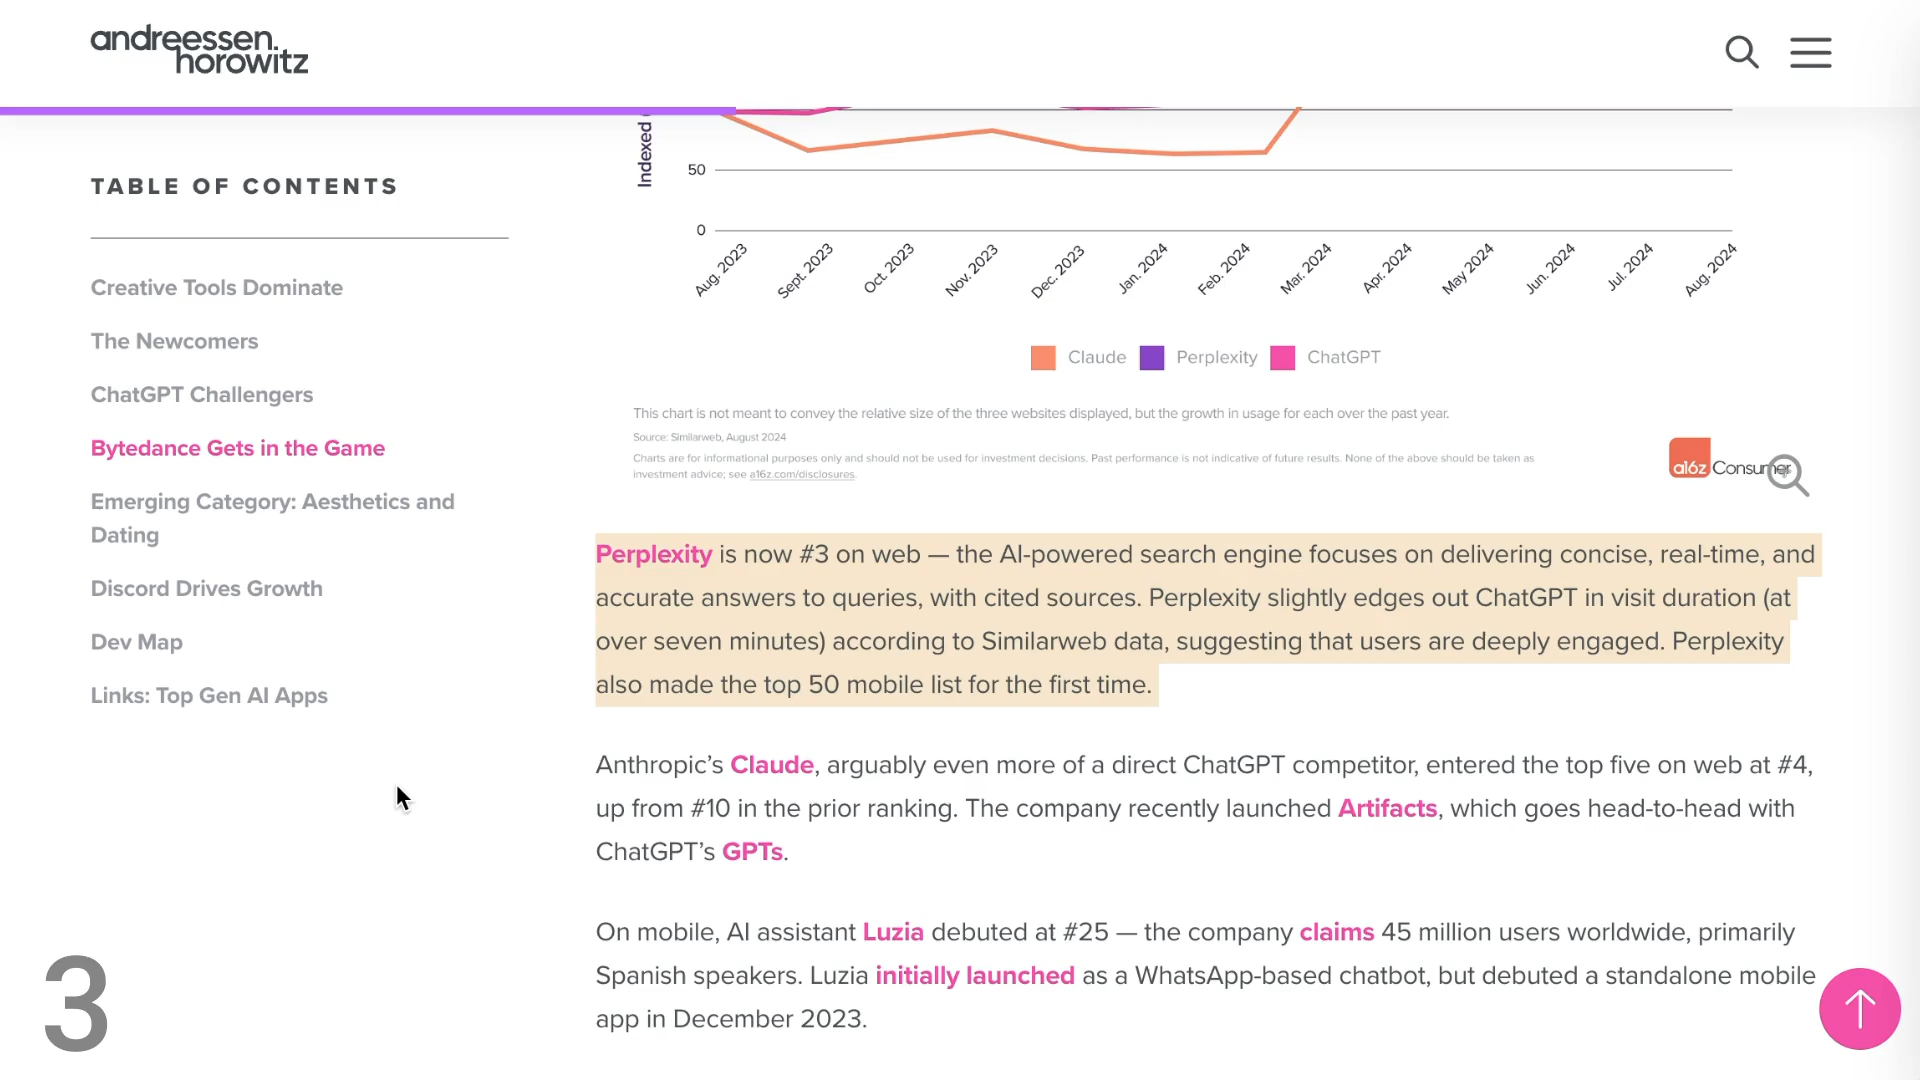 andreessen.
horowitz
TABLE OF CONTENTS
Creative Tools Dominate
The Newcomers
ChatGPT Challengers
Bytedance Gets in the Game
Emerging Category: Aesthetics and
Dating
Discord Drives Growth
Dev Map
Links: Top Gen AI Apps
3
Indexed
50
0
Aug. 2023
Sept. 2023
Oct. 2023
Nov. 2023
Dec. 2023
Jan. 2024
Feb. 2024
Mar. 2024
Apr. 2024
May 2024
Jun. 2024
Jul. 2024
Aug. 2024
Claude Perplexity ChatGPT
This chart is not meant to convey the relative size of the three websites displayed, but the growth in usage for each over the past year.
Source: Similarweb, August 2024
Charts are for informational purposes only and should not be used for investment decisions. Past performance is not indicative of future results. None of the above should be taken as
investment advice; see a16z.com/disclosures.
a16z Consumer
Perplexity is now #3 on web — the AI-powered search engine focuses on delivering concise, real-time, and
accurate answers to queries, with cited sources. Perplexity slightly edges out ChatGPT in visit duration (at
over seven minutes) according to Similarweb data, suggesting that users are deeply engaged. Perplexity
also made the top 50 mobile list for the first time.
Anthropic’s Claude, arguably even more of a direct ChatGPT competitor, entered the top five on web at #4,
up from #10 in the prior ranking. The company recently launched Artifacts, which goes head-to-head with
ChatGPT’s GPTs.
On mobile, AI assistant Luzia debuted at #25 — the company claims 45 million users worldwide, primarily
Spanish speakers. Luzia initially launched as a WhatsApp-based chatbot, but debuted a standalone mobile
app in December 2023.